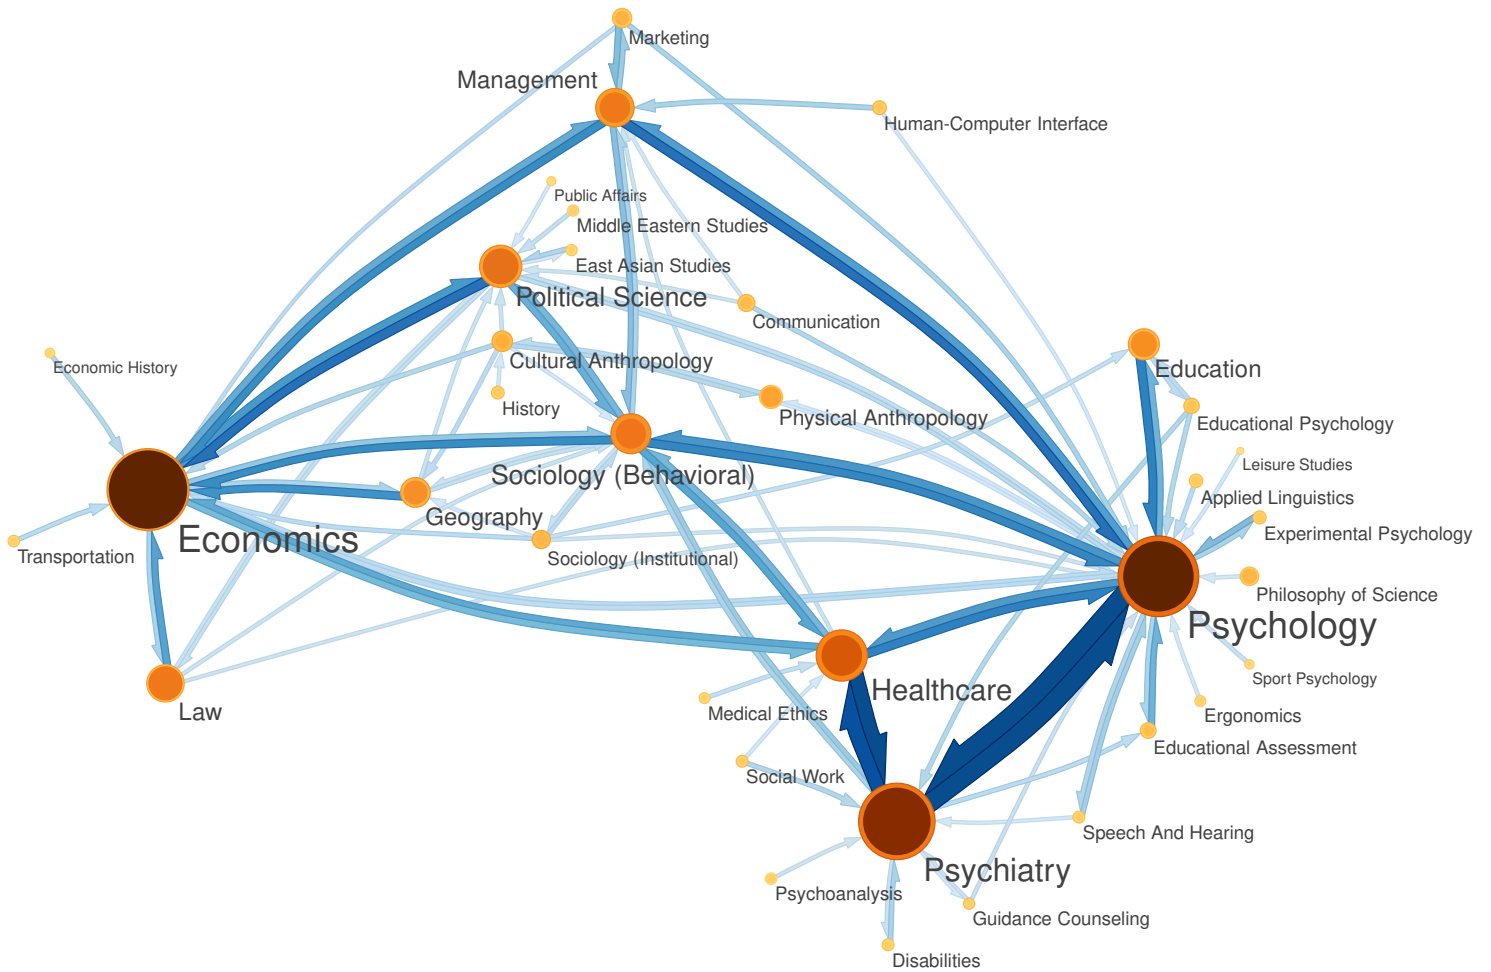 Marketing
Management
Human-Computer Interface
Public Affairs
Middle Eastern Studies
East Asian Studies
Political Science
Communication
Cultural Anthropology
Economic History
Education
History
Physical Anthropology
Educational Psychology
Leisure Studies
Sociology (Behavioral)
Applied Linguistics
Geography
Experimental Psychology
Economics
Transportation
Sociology (Institutional)
Philosophy of Science
Psychology
Sport Psychology
Healthcare
Law
Medical Ethics
Ergonomics
Educational Assessment
Social Work
Speech And Hearing
Psychiatry
Psychoanalysis
Guidance Counseling
Disabilities